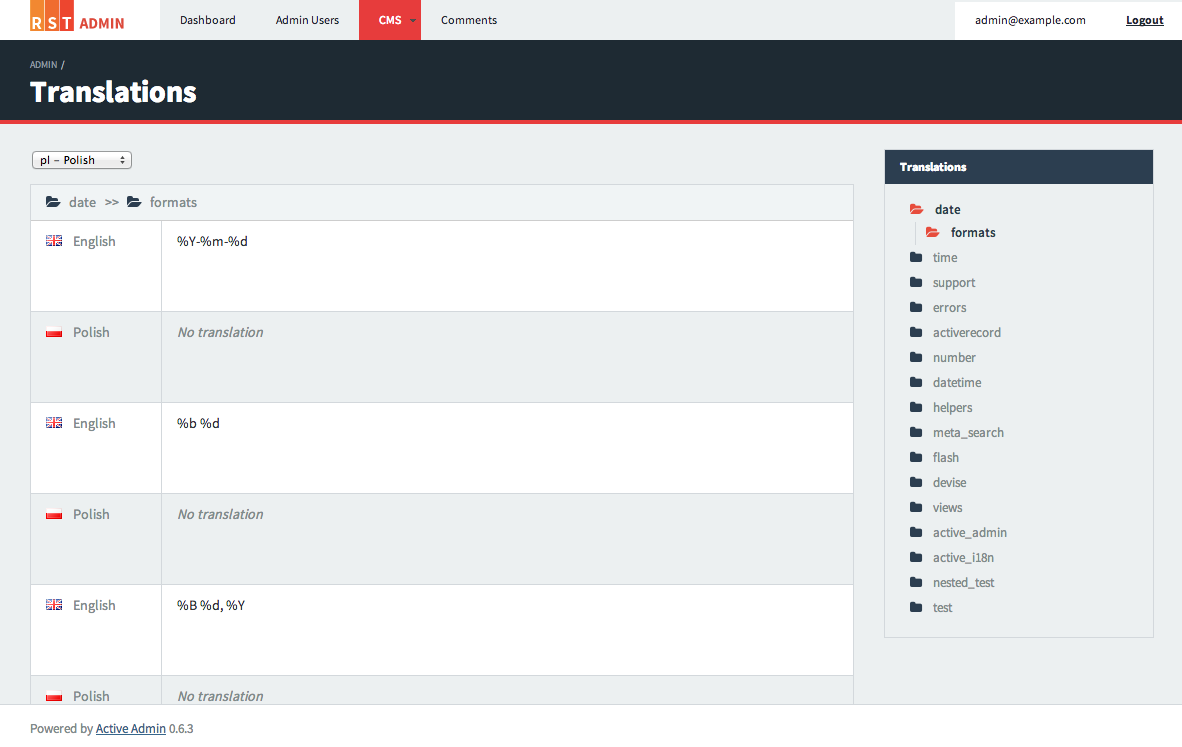 RST ADMIN
Dashboard
Admin Users
CMS
Comments
admin@example.com
Logout
ADMIN /
Translations
pl – Polish
date >> formats
English
%Y-%m-%d
Polish
No translation
English
%b %d
Polish
No translation
English
%B %d, %Y
Polish
No translation
Translations
date
formats
time
support
errors
activerecord
number
datetime
helpers
meta_search
flash
devise
views
active_admin
active_i18n
nested_test
test
Powered by Active Admin 0.6.3